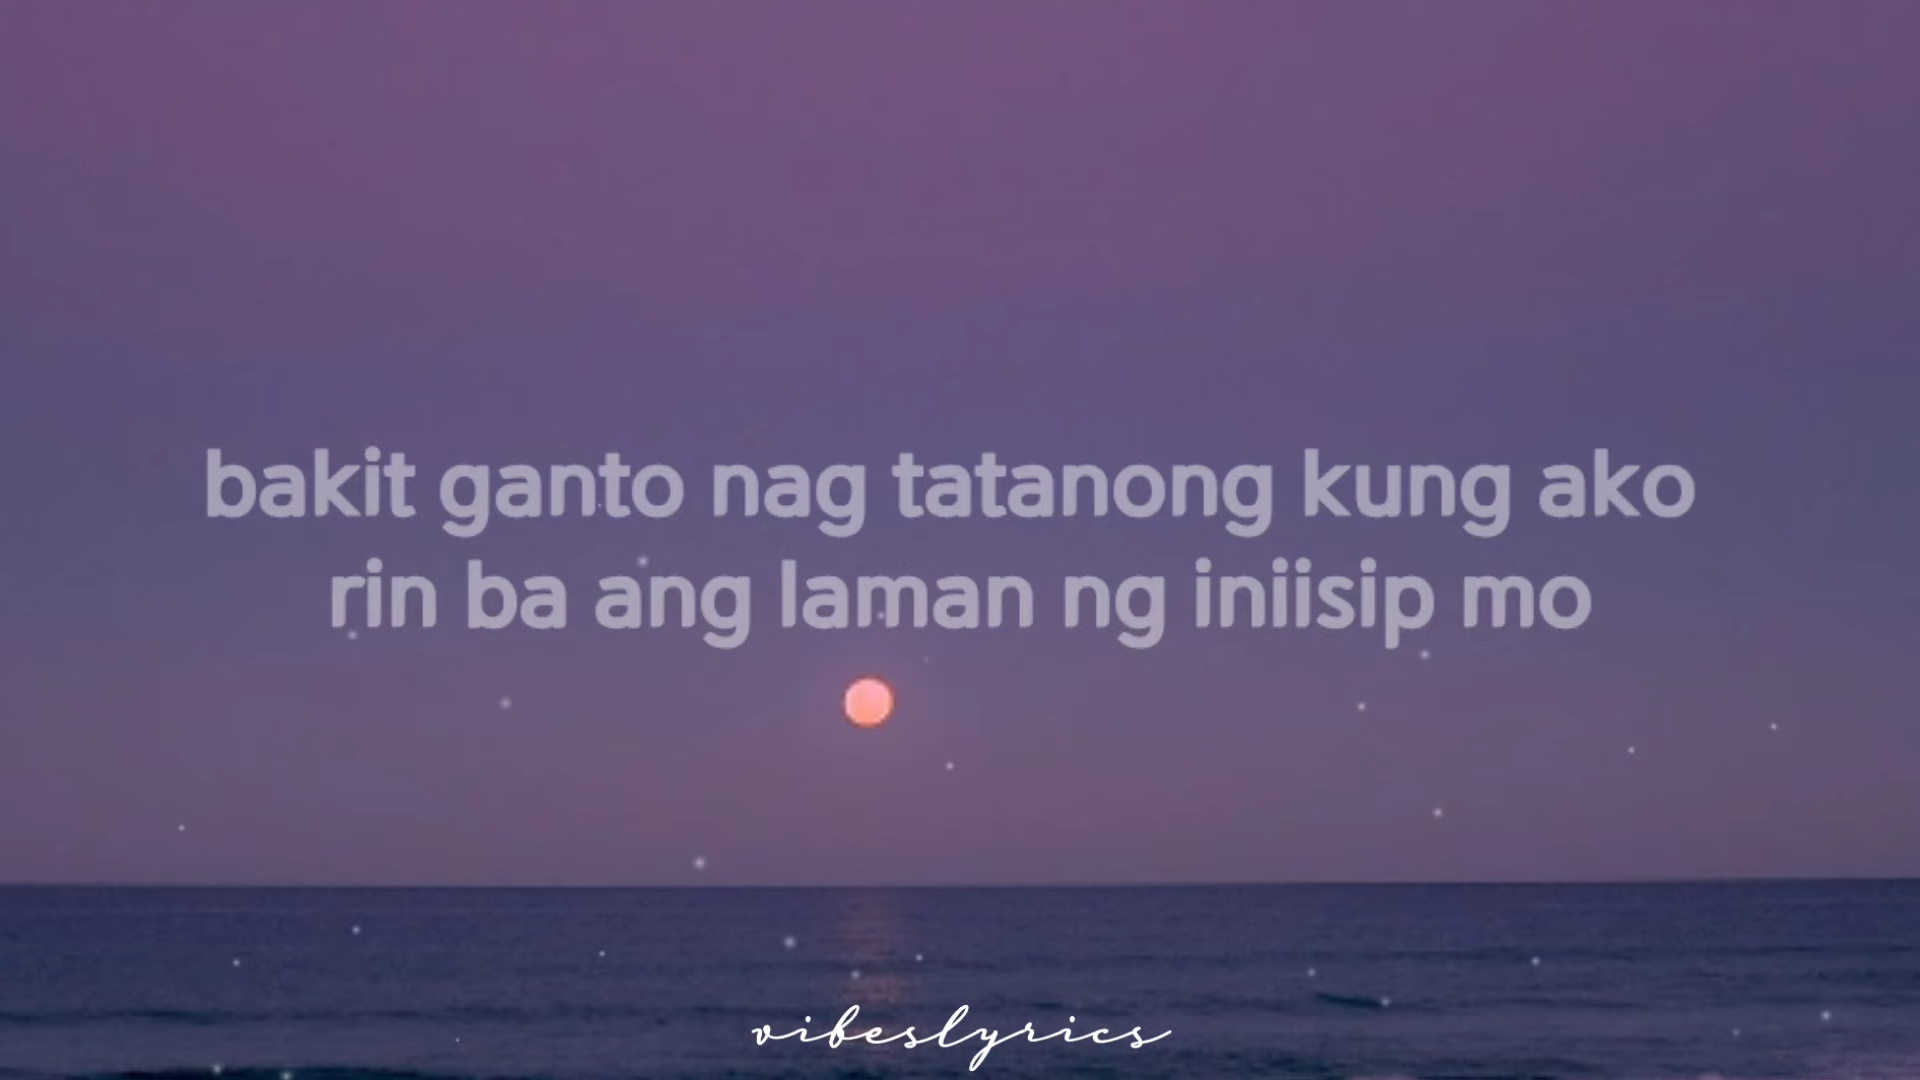 bakit ganto nag tatanong kung ako
rin ba ang laman ng iniisip mo
vibeslyrics